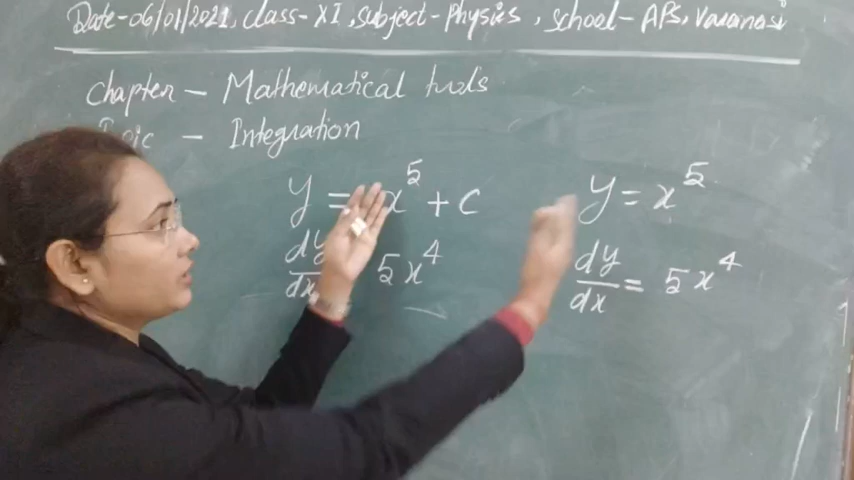 Date-06/01/2021, class-XI, subject-Physics, school-APS, Varanasi
chapter - Mathematical tools
Topic - Integration
y = x⁵ + c
y = x⁵
dy/dx 5x⁴
dy/dx = 5x⁴